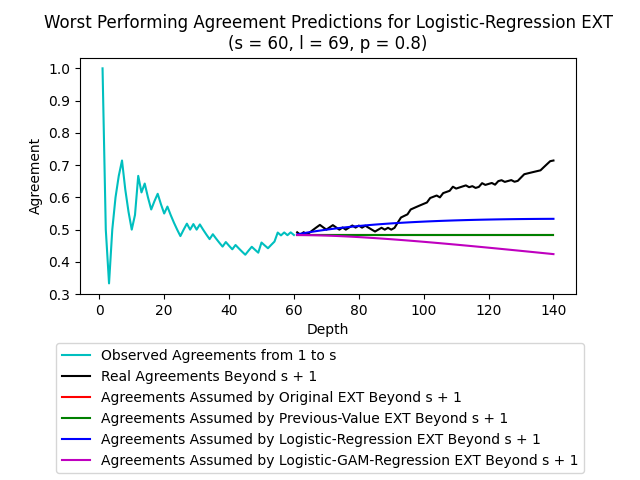 Worst Performing Agreement Predictions for Logistic-Regression EXT
(s = 60, l = 69, p = 0.8)
1.0
0.9
0.8
0.7
0.6
0.5
0.4
0.3
Agreement
0 20 40 60 80 100 120 140
Depth
Observed Agreements from 1 to s
Real Agreements Beyond s + 1
Agreements Assumed by Original EXT Beyond s + 1
Agreements Assumed by Previous-Value EXT Beyond s + 1
Agreements Assumed by Logistic-Regression EXT Beyond s + 1
Agreements Assumed by Logistic-GAM-Regression EXT Beyond s + 1